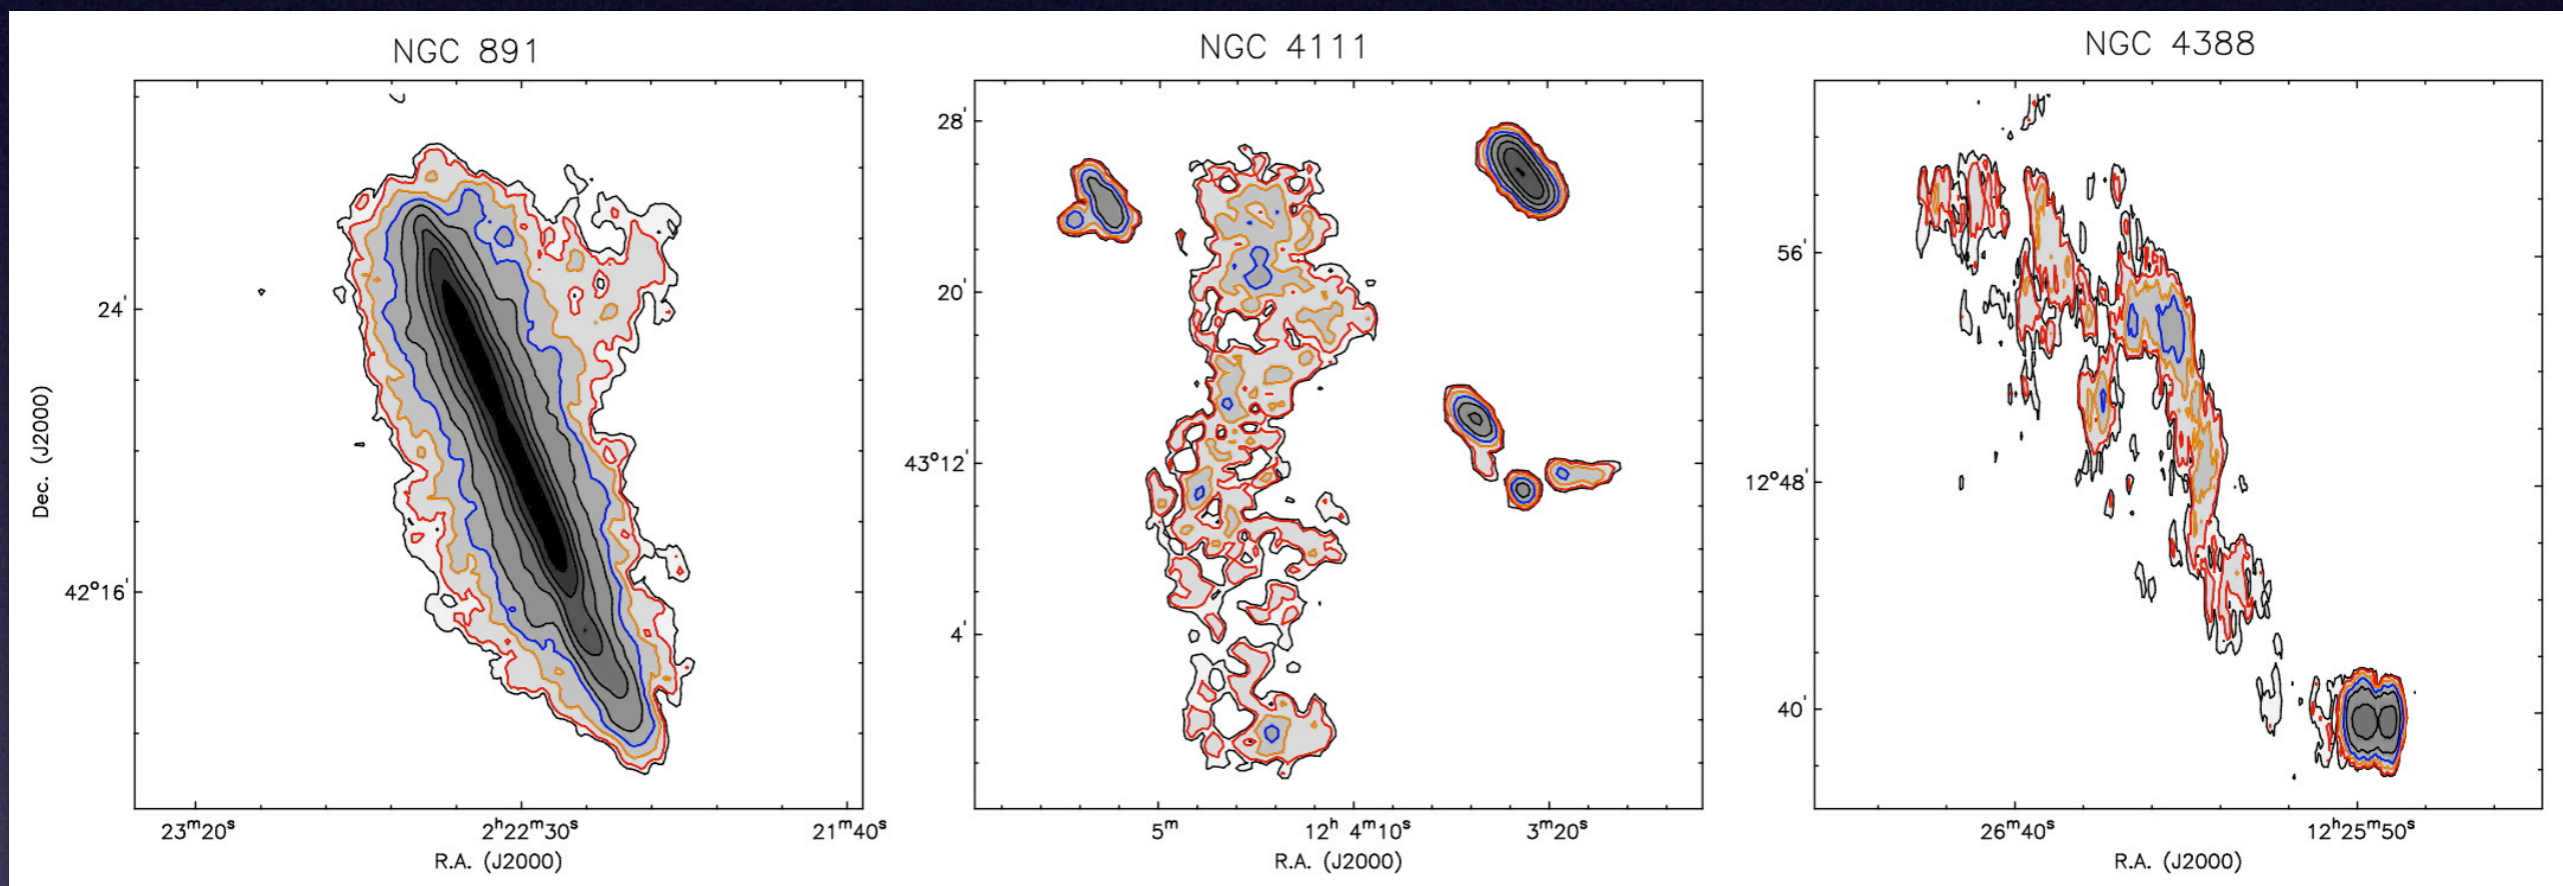 NGC 891
NGC 4111
NGC 4388
Dec. (J2000)
24'
42°16'
23ᵐ20ˢ
2ʰ22ᵐ30ˢ
21ᵐ40ˢ
R.A. (J2000)
28'
20'
43°12'
4'
5ᵐ
12ʰ 4ᵐ10ˢ
3ᵐ20ˢ
R.A. (J2000)
56'
12°48'
40'
26ᵐ40ˢ
12ʰ25ᵐ50ˢ
R.A. (J2000)